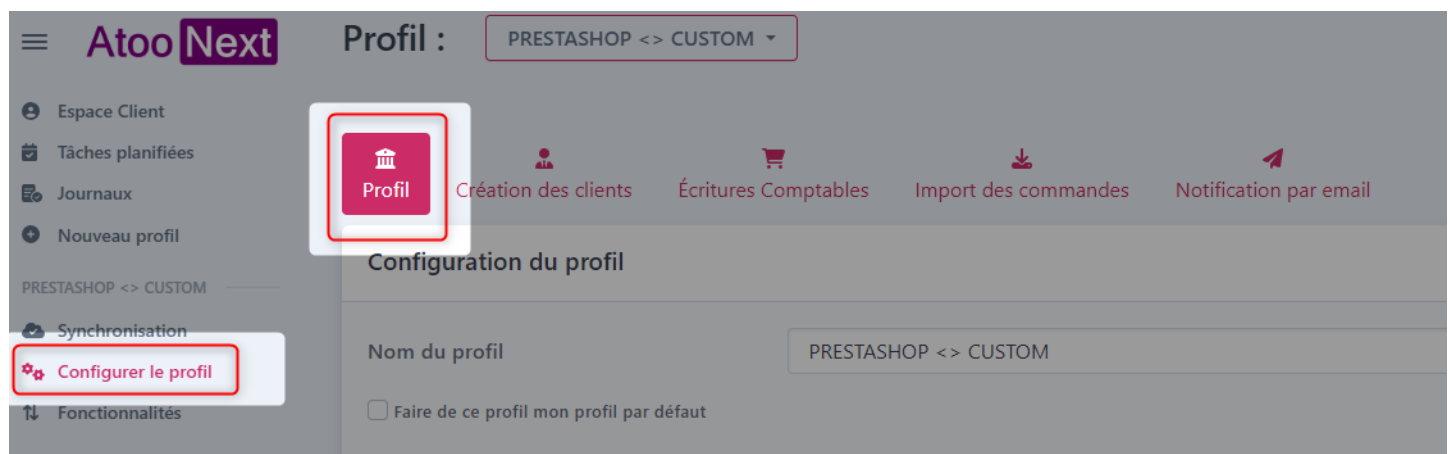 Atoo Next
Profil :
PRESTASHOP <> CUSTOM
Espace Client
Tâches planifiées
Journaux
Nouveau profil
PRESTASHOP <> CUSTOM
Synchronisation
Configurer le profil
Fonctionnalités
Profil
Création des clients
Écritures Comptables
Import des commandes
Notification par email
Configuration du profil
Nom du profil
PRESTASHOP <> CUSTOM
Faire de ce profil mon profil par défaut